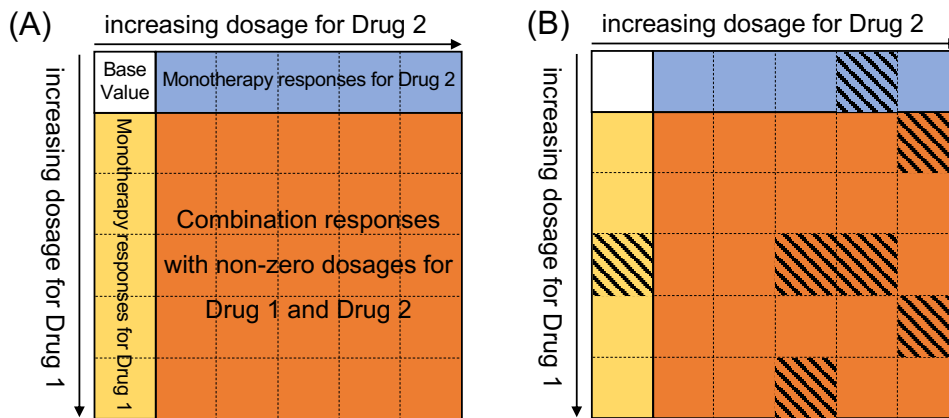 (A)
increasing dosage for Drug 2
increasing dosage for Drug 1
Base
Value
Monotherapy responses for Drug 2
Monotherapy responses for Drug 1
Combination responses
with non-zero dosages for
Drug 1 and Drug 2
(B)
increasing dosage for Drug 2
increasing dosage for Drug 1